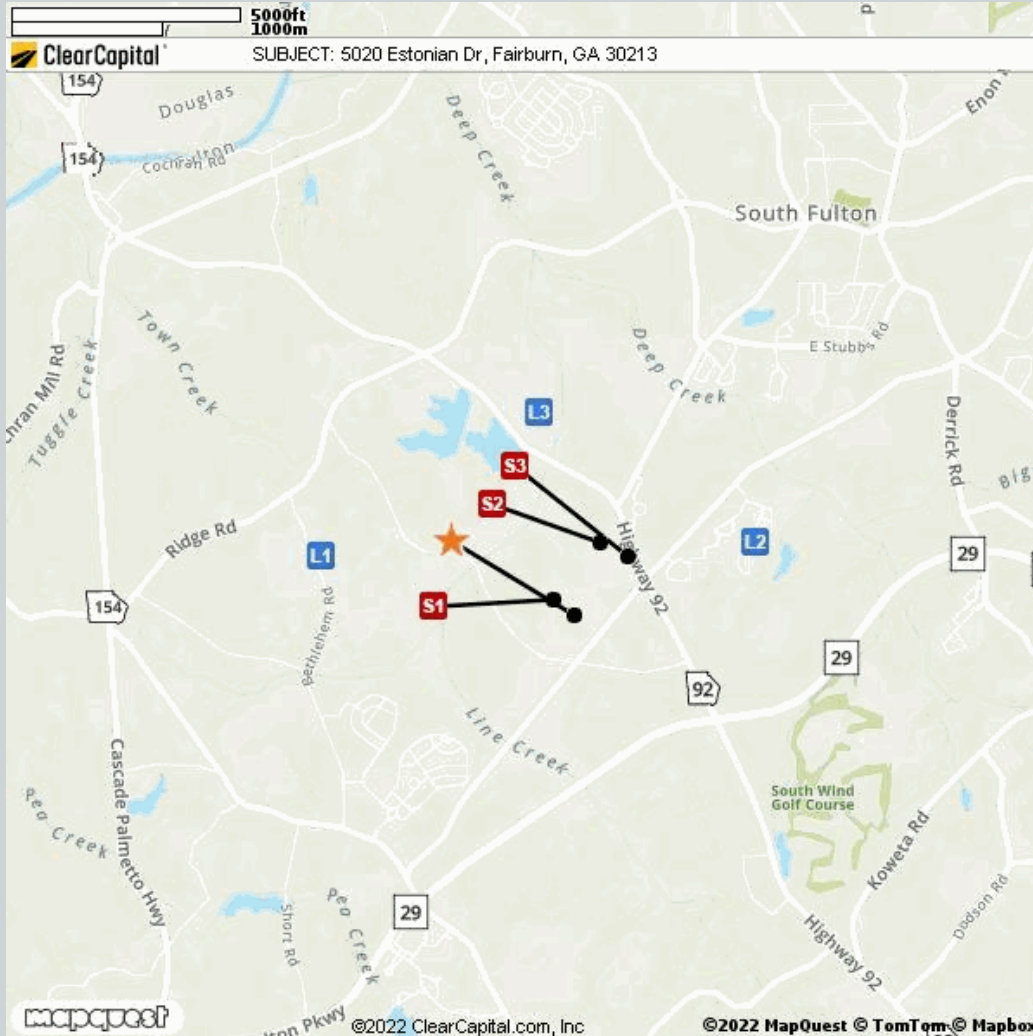 5000ft
1000m
ClearCapital
SUBJECT: 5020 Estonian Dr, Fairburn, GA 30213
154
Douglas
Enon
Deep Creek
154
Cochran Rd
South Fulton
Town Creek
Deep Creek
E Stubbs Rd
Tuggle Creek
Derrick Rd
L3
S3
S2
Ridge Rd
L1
L2
Highway 92
29
S1
154
Bethlehem Rd
29
92
Line Creek
Cascade Palmetto Hwy
South Wind
Golf Course
Koweta Rd
Pea Creek
29
Short Rd
Pea Creek
Dodson Rd
Highway 92
mapquest
©2022 ClearCapital.com, Inc
©2022 MapQuest © TomTom © Mapbo